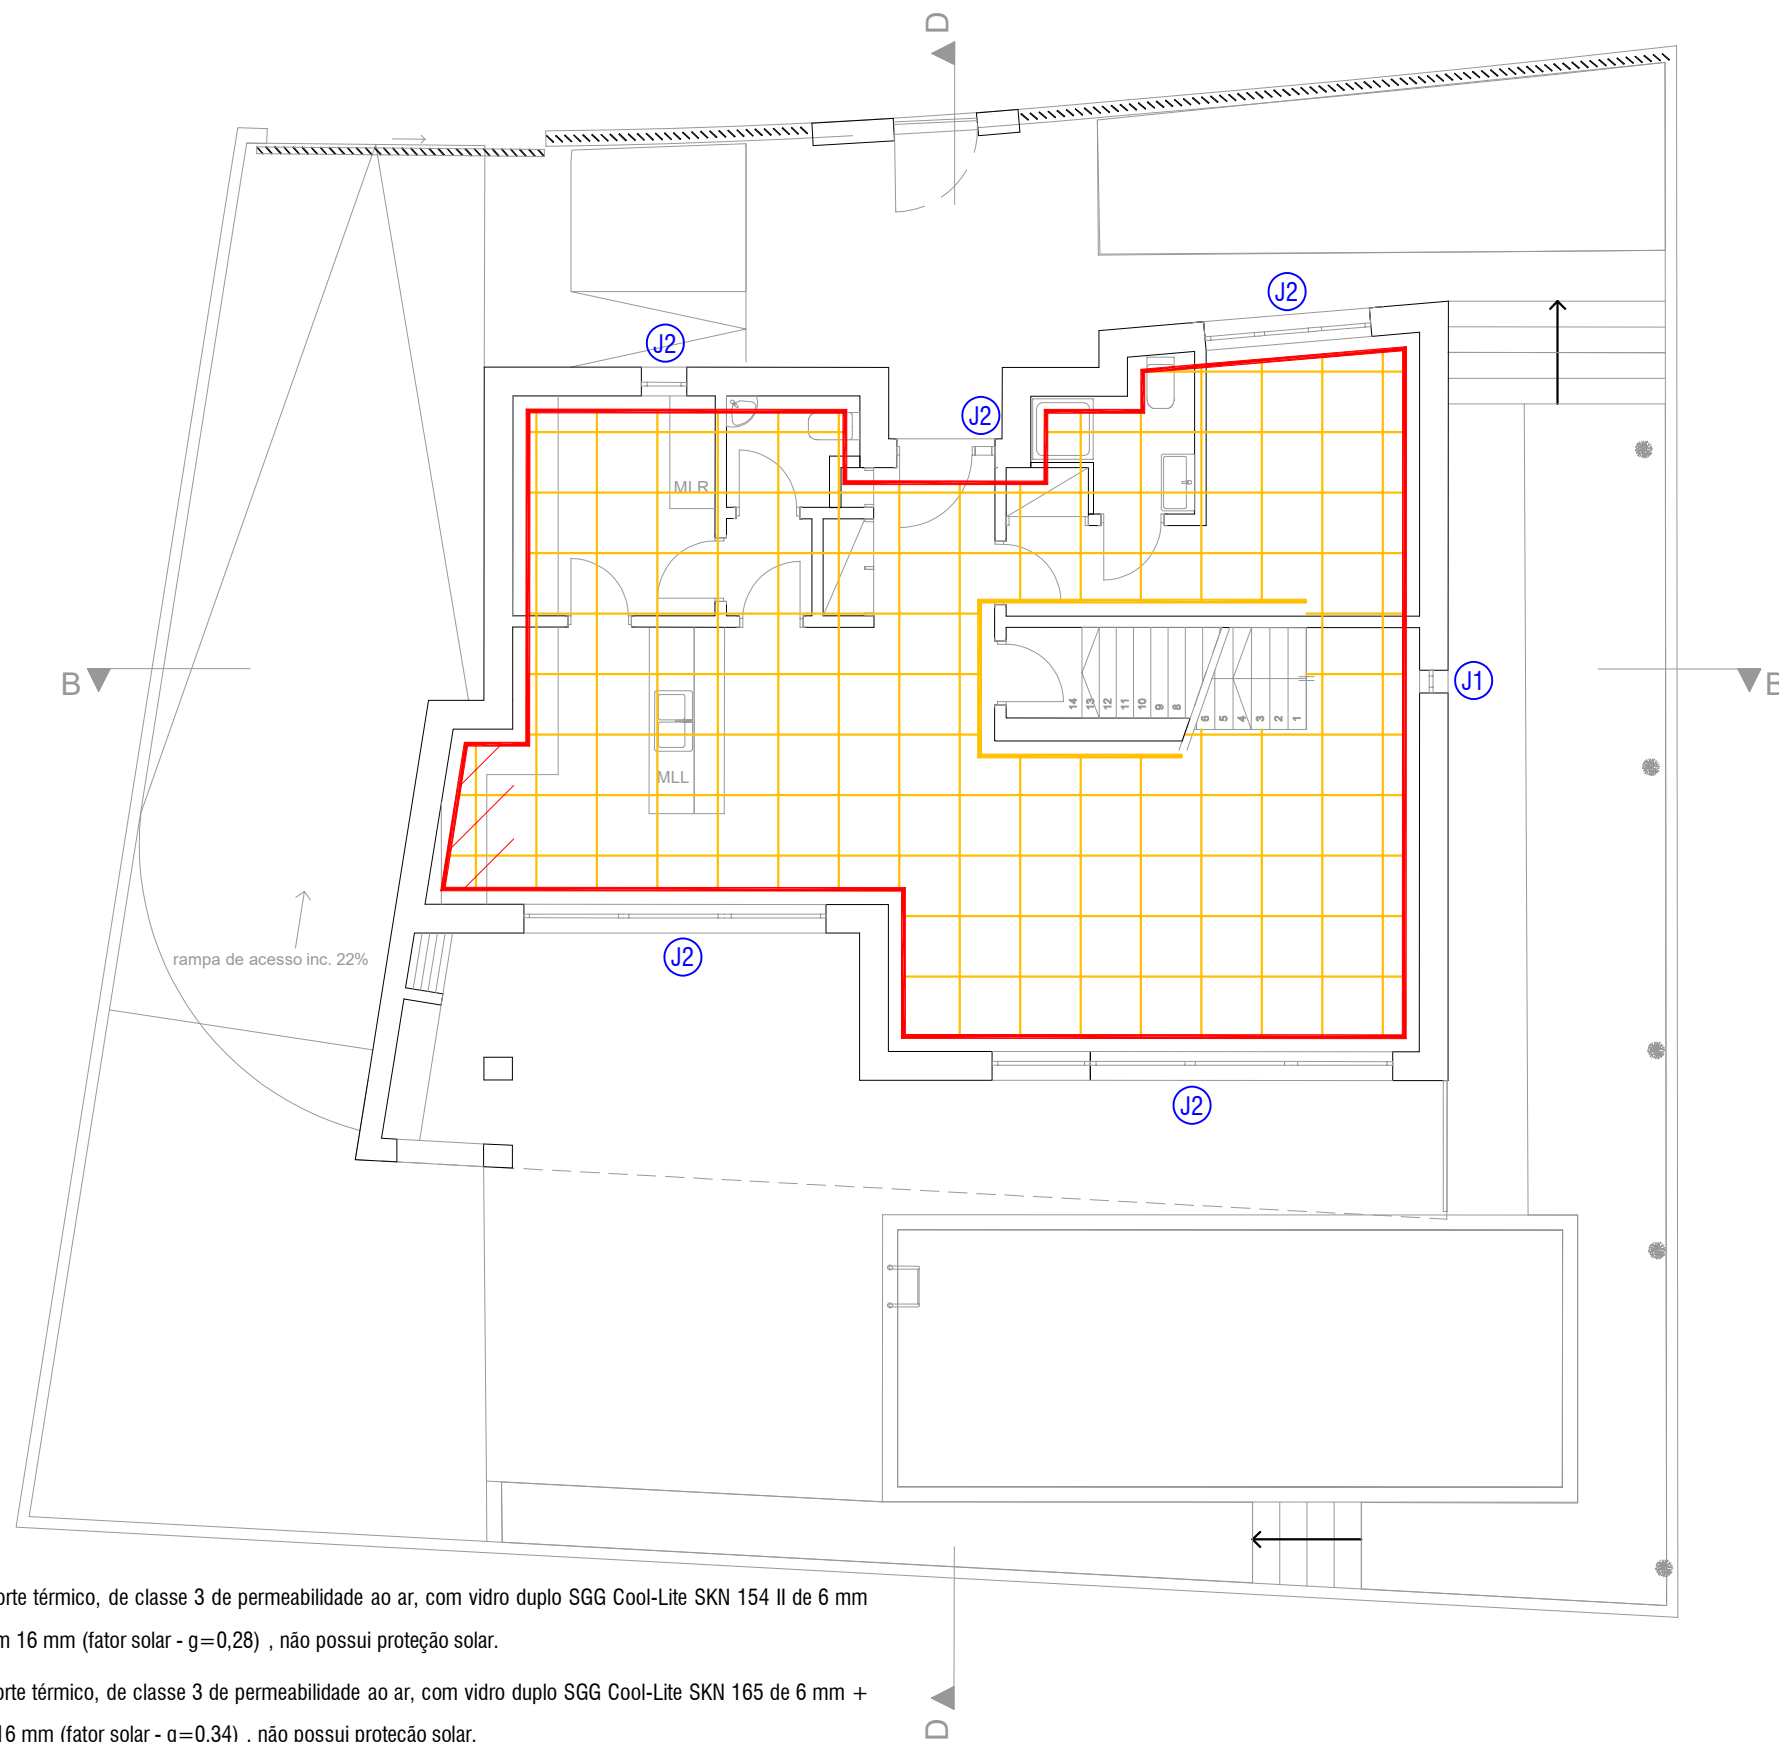 D
J2
J2
J2
MLR
B
B
J1
14
13
12
11
10
9
8
6
5
4
3
2
1
MLL
rampa de acesso inc. 22%
J2
J2
orte térmico, de classe 3 de permeabilidade ao ar, com vidro duplo SGG Cool-Lite SKN 154 II de 6 mm
m 16 mm (fator solar - g=0,28) , não possui proteção solar.
orte térmico, de classe 3 de permeabilidade ao ar, com vidro duplo SGG Cool-Lite SKN 165 de 6 mm +
16 mm (fator solar - g=0,34) , não possui proteção solar.
D